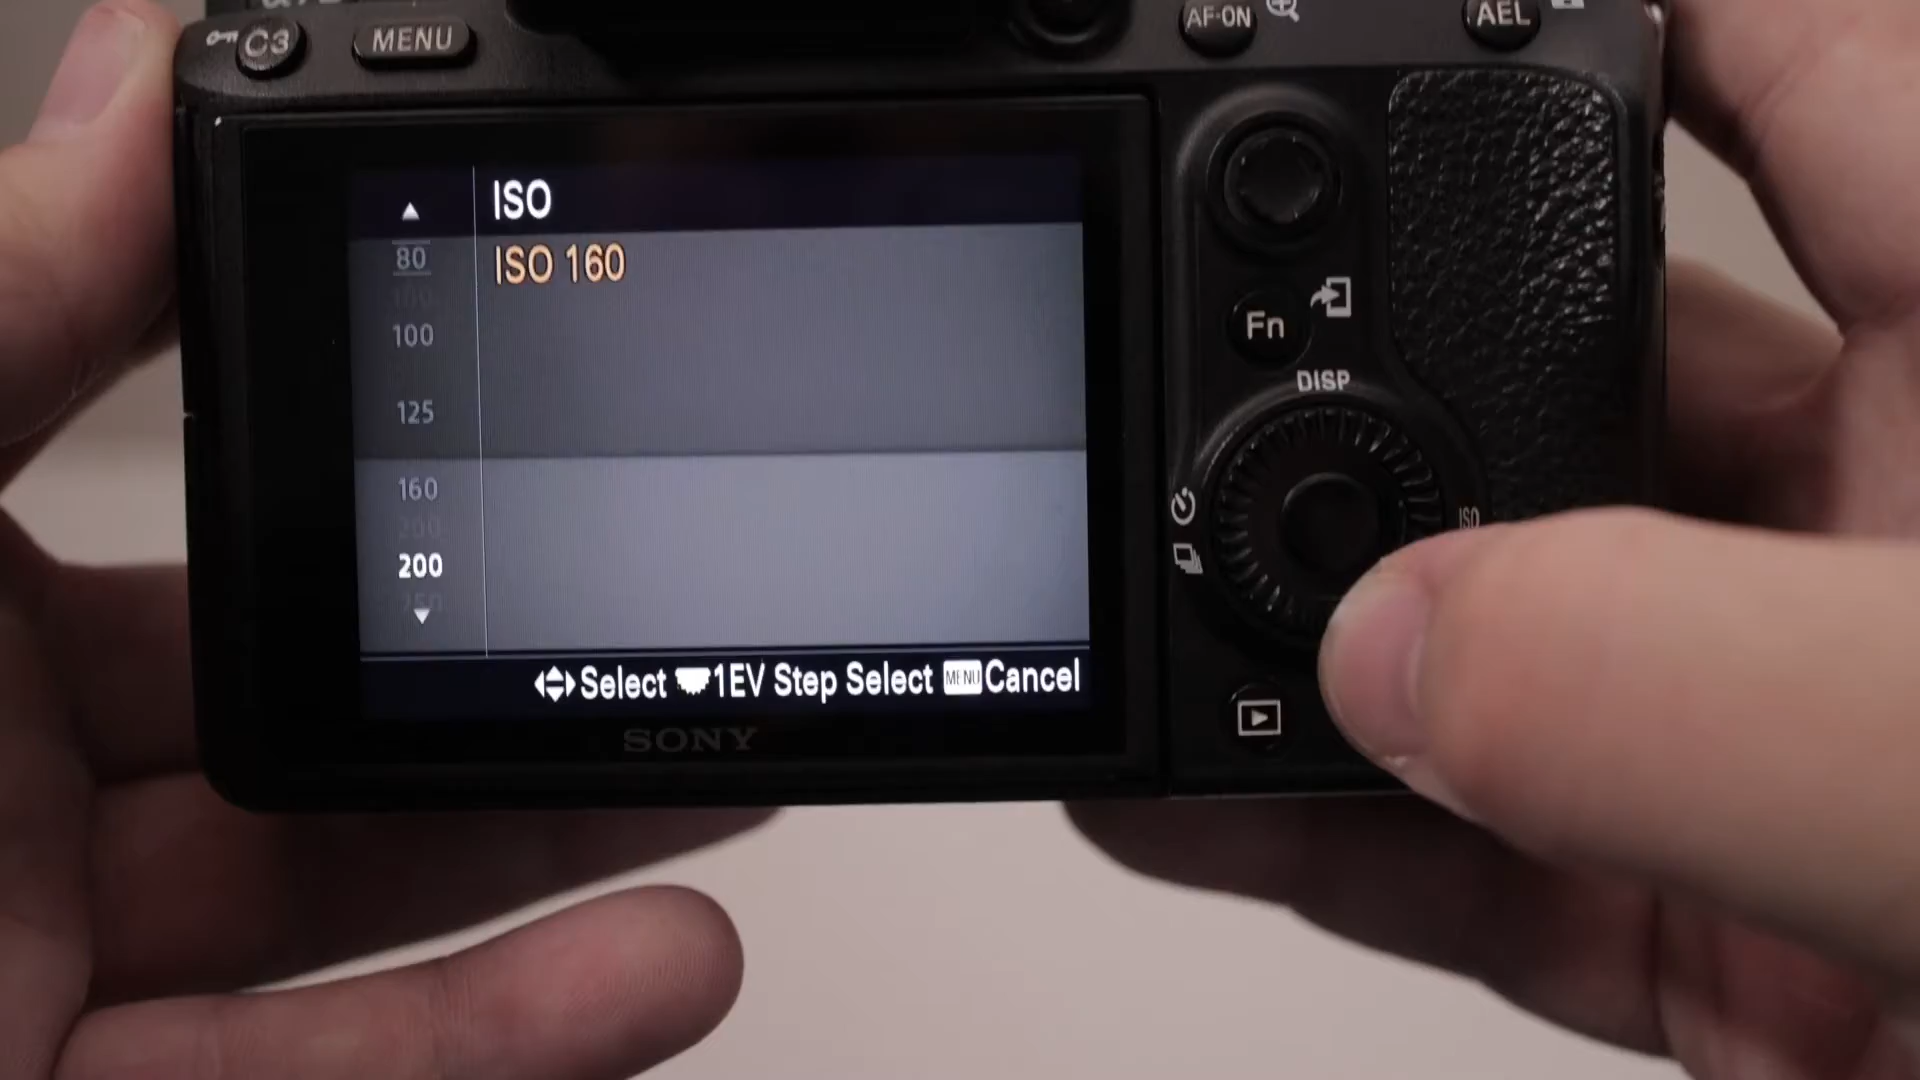 C3 MENU AF-ON AEL
ISO
80 ISO 160
100
125
160
200
Select 1EV Step Select MENU Cancel
SONY
Fn
DISP
ISO